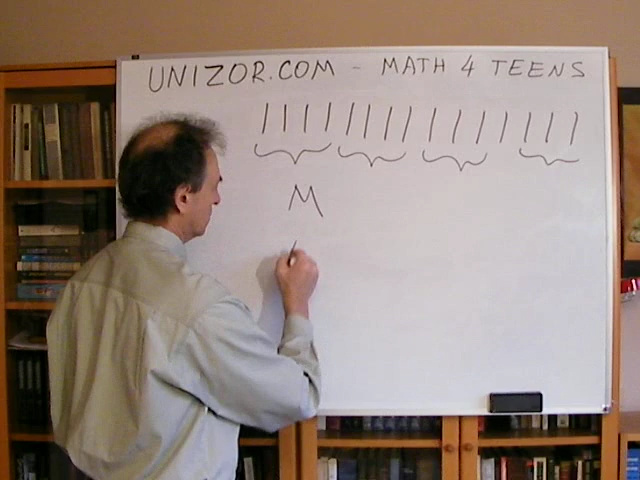 UNIZOR.COM - MATH 4 TEENS
| | | | | | | | | | | | | | |
M